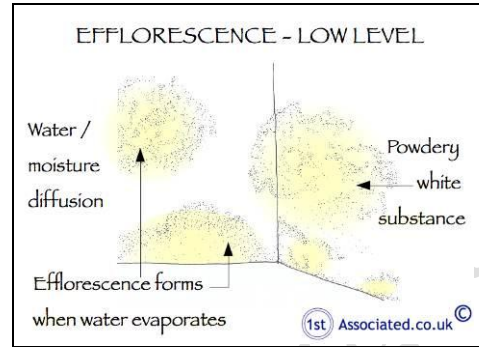 EFFLORESCENCE – LOW LEVEL
Water /
moisture
diffusion
Powdery
white
substance
Efflorescence forms
when water evaporates
1st Associated.co.uk ©